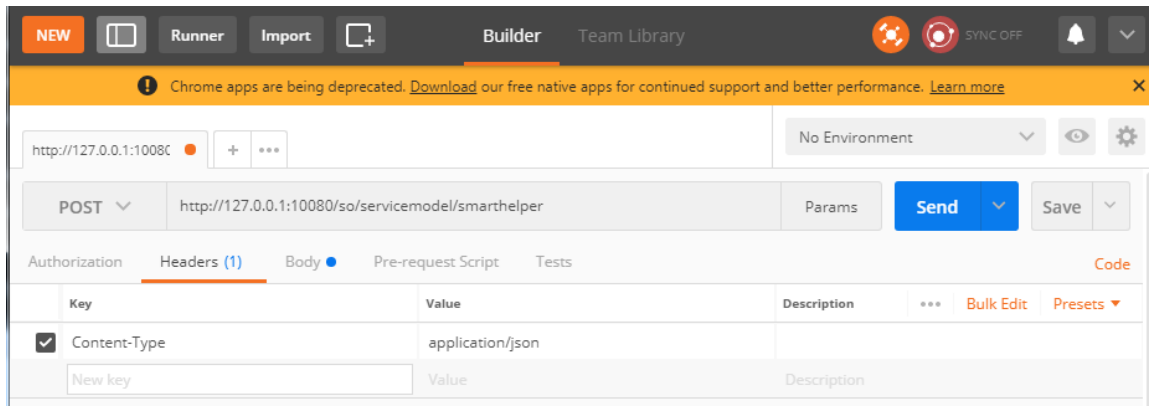 NEW Runner Import Builder Team Library SYNC OFF
Chrome apps are being deprecated. Download our free native apps for continued support and better performance. Learn more
http://127.0.0.1:1008 No Environment
POST http://127.0.0.1:10080/so/servicemodel/smarthelper Params Send Save
Authorization Headers (1) Body Pre-request Script Tests Code
Key Value Description Bulk Edit Presets
Content-Type application/json
New key Value Description